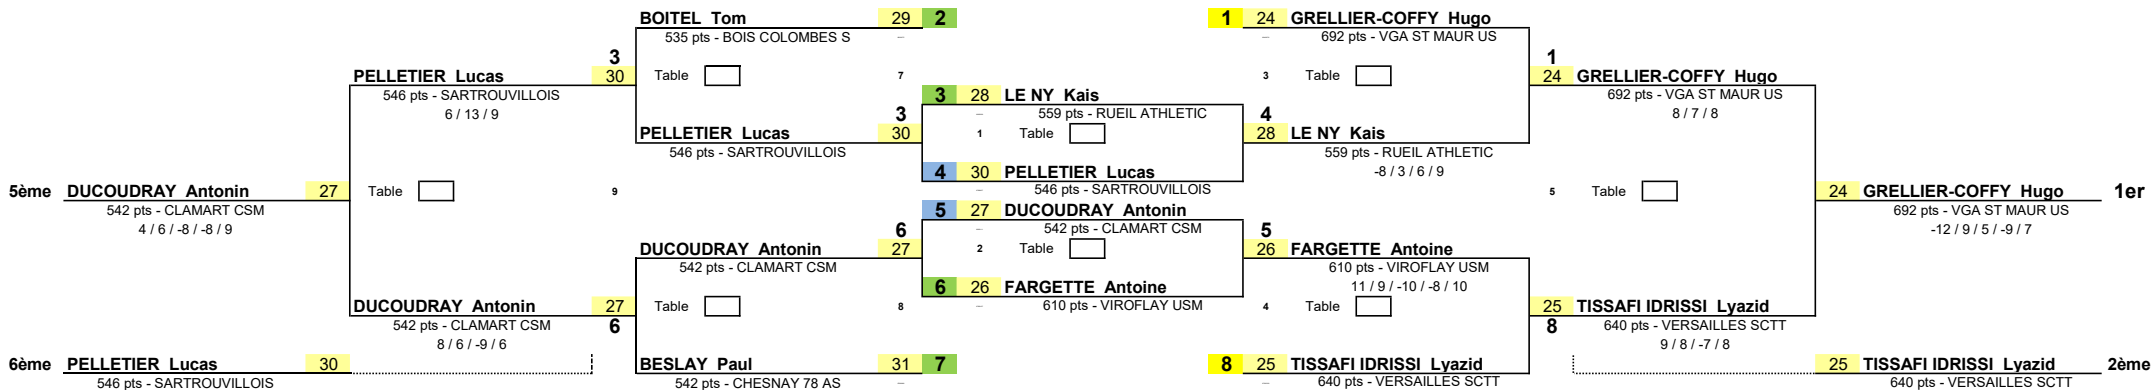 BOITEL Tom 29 2 1 24 GRELLIER-COFFY Hugo
535 pts - BOIS COLOMBES S – – 692 pts - VGA ST MAUR US
3 1
PELLETIER Lucas 30 Table 7 3 Table 24 GRELLIER-COFFY Hugo
546 pts - SARTROUVILLOIS 3 28 LE NY Kais 692 pts - VGA ST MAUR US
6 / 13 / 9 3 – 559 pts - RUEIL ATHLETIC 4 8 / 7 / 8
PELLETIER Lucas 30 1 Table 28 LE NY Kais
546 pts - SARTROUVILLOIS 559 pts - RUEIL ATHLETIC
4 30 PELLETIER Lucas -8 / 3 / 6 / 9
5ème DUCOUDRAY Antonin 27 Table 9 – 546 pts - SARTROUVILLOIS 5 Table 24 GRELLIER-COFFY Hugo 1er
542 pts - CLAMART CSM 5 27 DUCOUDRAY Antonin 692 pts - VGA ST MAUR US
4 / 6 / -8 / -8 / 9 6 – 542 pts - CLAMART CSM 5 -12 / 9 / 5 / -9 / 7
DUCOUDRAY Antonin 27 2 Table 26 FARGETTE Antoine
542 pts - CLAMART CSM 610 pts - VIROFLAY USM
6 26 FARGETTE Antoine 11 / 9 / -10 / -8 / 10
DUCOUDRAY Antonin 27 Table 8 – 610 pts - VIROFLAY USM 4 Table 25 TISSAFI IDRISSI Lyazid
542 pts - CLAMART CSM 6 8 640 pts - VERSAILLES SCTT
8 / 6 / -9 / 6 9 / 8 / -7 / 8
6ème PELLETIER Lucas 30 BESLAY Paul 31 7 8 25 TISSAFI IDRISSI Lyazid 25 TISSAFI IDRISSI Lyazid 2ème
546 pts - SARTROUVILLOIS 542 pts - CHESNAY 78 AS – – 640 pts - VERSAILLES SCTT 640 pts - VERSAILLES SCTT